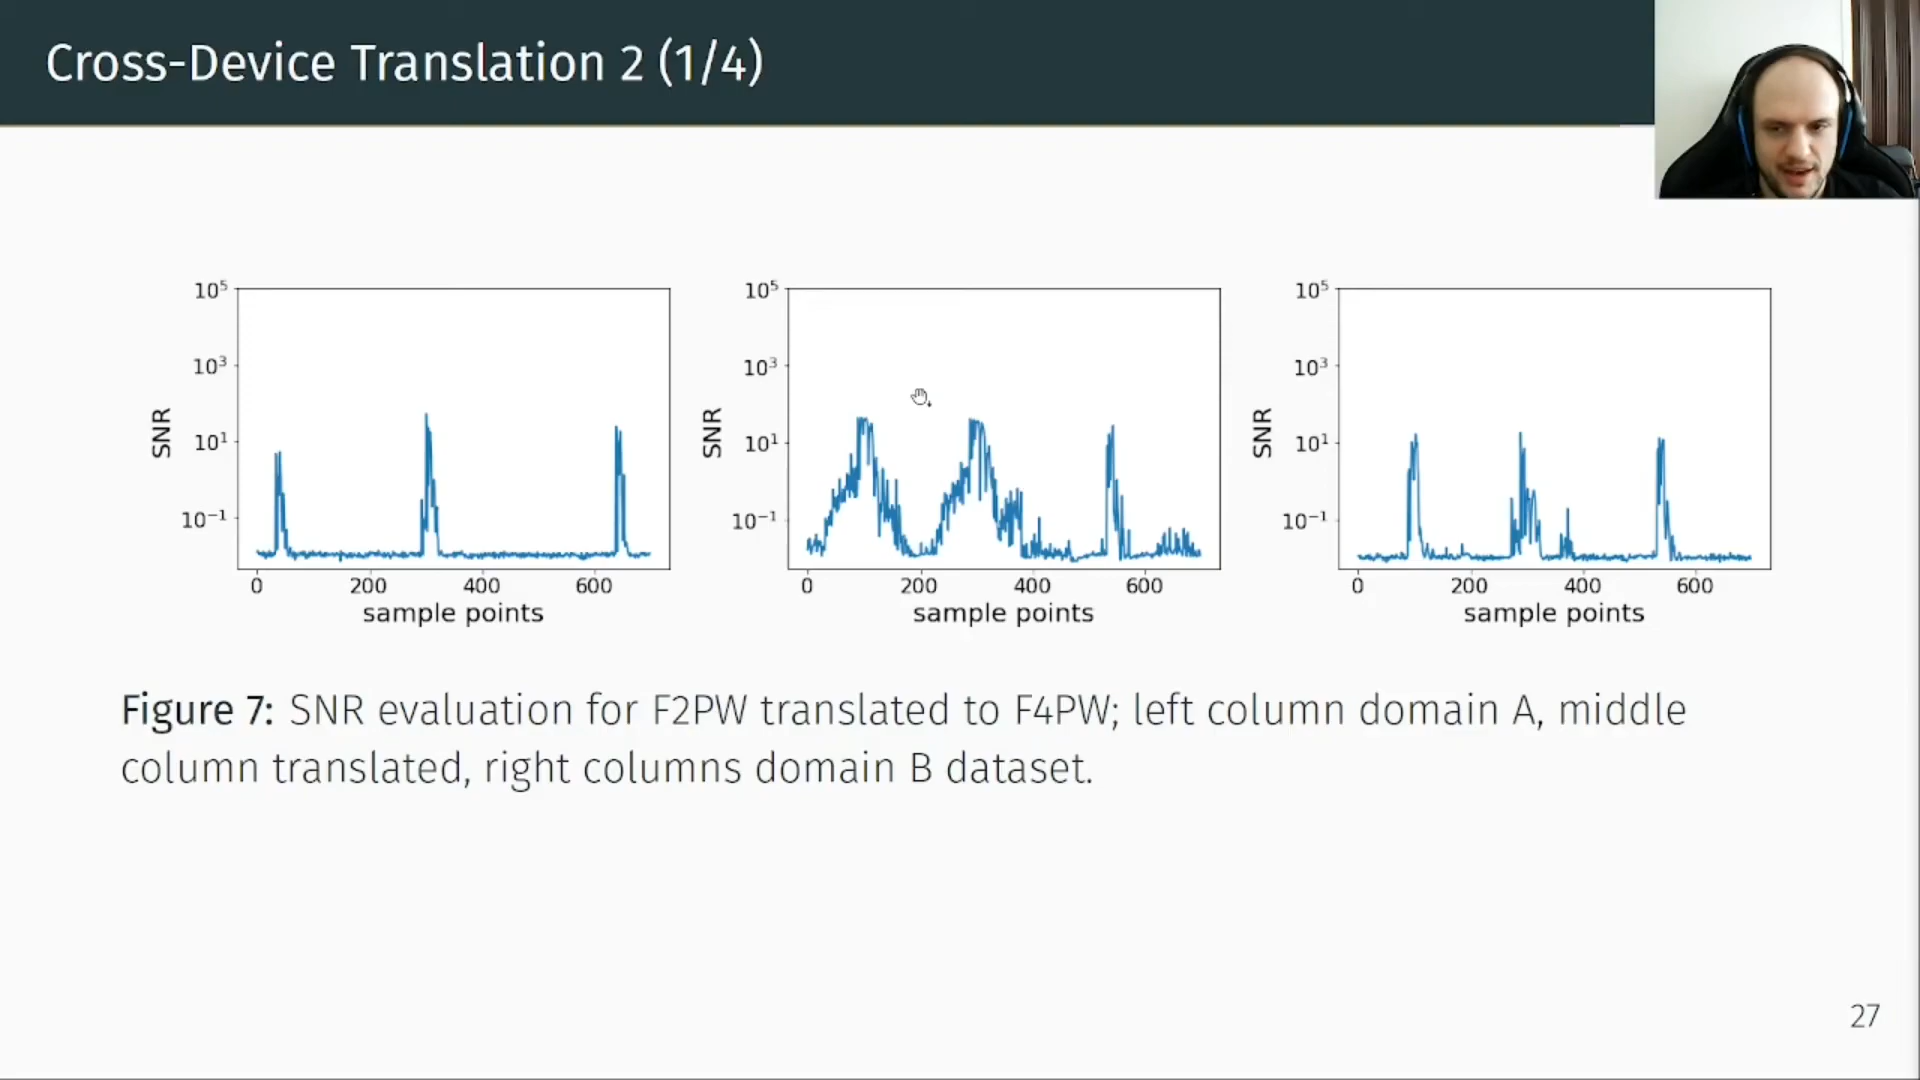 Cross-Device Translation 2 (1/4)
10⁵
10³
10¹
10⁻¹
SNR
0 200 400 600
sample points
10⁵
10³
10¹
10⁻¹
SNR
0 200 400 600
sample points
10⁵
10³
10¹
10⁻¹
SNR
0 200 400 600
sample points
Figure 7: SNR evaluation for F2PW translated to F4PW; left column domain A, middle
column translated, right columns domain B dataset.
27